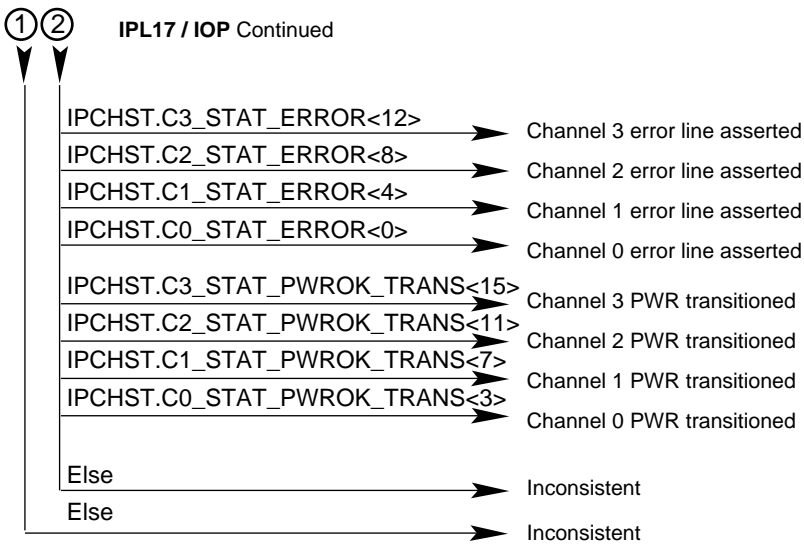 1 2 IPL17 / IOP Continued
IPCHST.C3_STAT_ERROR<12> Channel 3 error line asserted
IPCHST.C2_STAT_ERROR<8> Channel 2 error line asserted
IPCHST.C1_STAT_ERROR<4> Channel 1 error line asserted
IPCHST.C0_STAT_ERROR<0> Channel 0 error line asserted
IPCHST.C3_STAT_PWROK_TRANS<15> Channel 3 PWR transitioned
IPCHST.C2_STAT_PWROK_TRANS<11> Channel 2 PWR transitioned
IPCHST.C1_STAT_PWROK_TRANS<7> Channel 1 PWR transitioned
IPCHST.C0_STAT_PWROK_TRANS<3> Channel 0 PWR transitioned
Else Inconsistent
Else Inconsistent